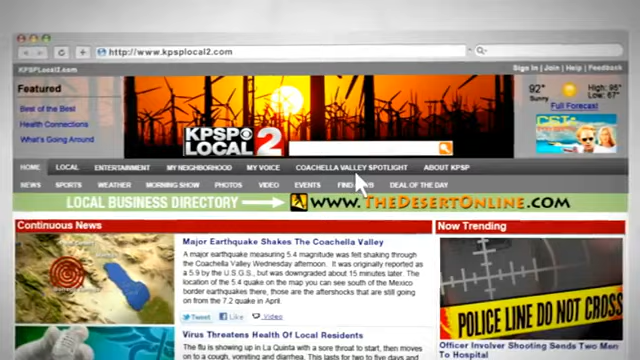 http://www.kpsplocal2.com
KPSPLocal2.com
Sign In | Join | Help | Feedback
Featured
Best of the Best
Health Connections
What's Going Around
KPSP
LOCAL 2
92°
Sunny
High: 95°
Low: 67°
Full Forecast
HOME LOCAL ENTERTAINMENT MY NEIGHBORHOOD MY VOICE COACHELLA VALLEY SPOTLIGHT ABOUT KPSP
NEWS SPORTS WEATHER MORNING SHOW PHOTOS VIDEO EVENTS DEAL OF THE DAY
LOCAL BUSINESS DIRECTORY WWW.THEDESERTONLINE.COM
Continuous News
Now Trending
Major Earthquake Shakes The Coachella Valley
A major earthquake measuring 5.4 magnitude was felt shaking through
the Coachella Valley Wednesday afternoon. It was originally reported as
a 5.9 by the U.S.G.S., but was downgraded about 15 minutes later. The
location of the 5.4 quake on the map you can see south of the Mexico
border earthquakes there, those are the aftershocks that are still going
on from the 7.2 quake in April.
Tweet Like Video
POLICE LINE DO NOT CROSS
Virus Threatens Health Of Local Residents
The flu is showing up in La Quinta with a sore throat to start, then moves
on to a cough, vomiting and diarrhea. This lasts for two to five days and
Officer Involver Shooting Sends Two Men
To Hospital